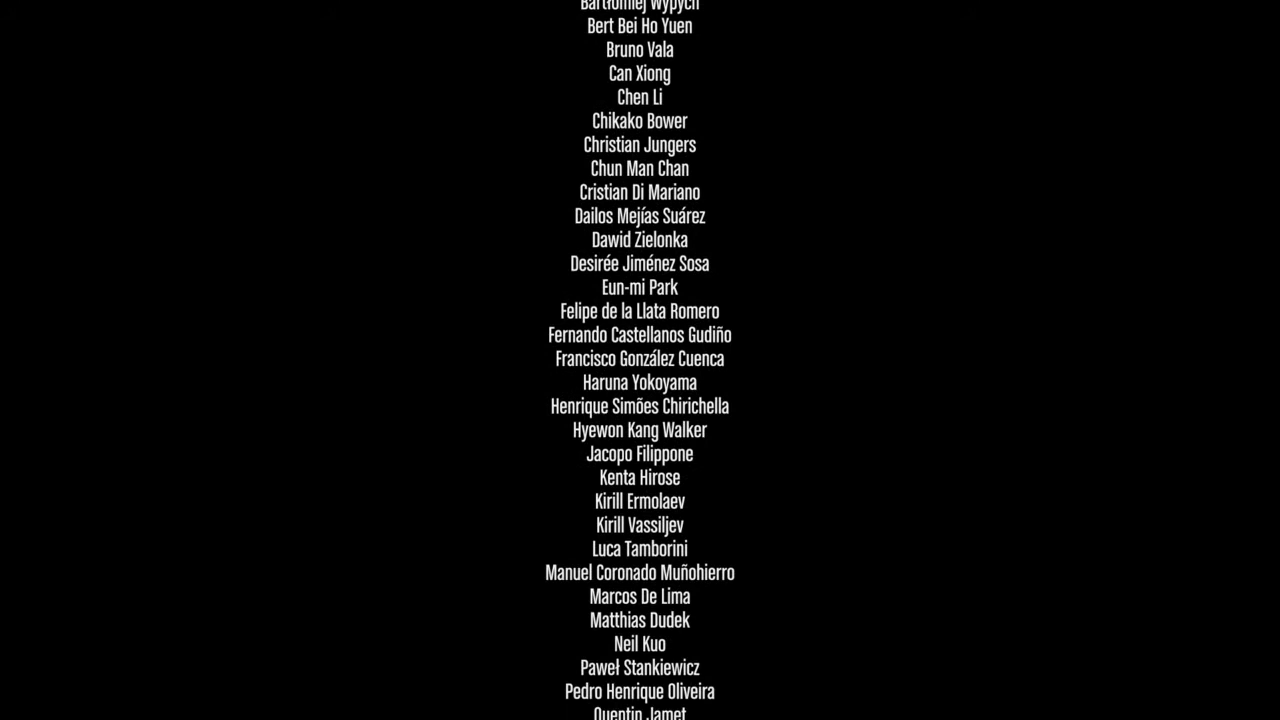 Bartłomiej Wypych
Bert Bei Ho Yuen
Bruno Vala
Can Xiong
Chen Li
Chikako Bower
Christian Jungers
Chun Man Chan
Cristian Di Mariano
Dailos Mejías Suárez
Dawid Zielonka
Desirée Jiménez Sosa
Eun-mi Park
Felipe de la Llata Romero
Fernando Castellanos Gudiño
Francisco González Cuenca
Haruna Yokoyama
Henrique Simões Chirichella
Hyewon Kang Walker
Jacopo Filippone
Kenta Hirose
Kirill Ermolaev
Kirill Vassiljev
Luca Tamborini
Manuel Coronado Muñohierro
Marcos De Lima
Matthias Dudek
Neil Kuo
Paweł Stankiewicz
Pedro Henrique Oliveira
Quentin Jamet